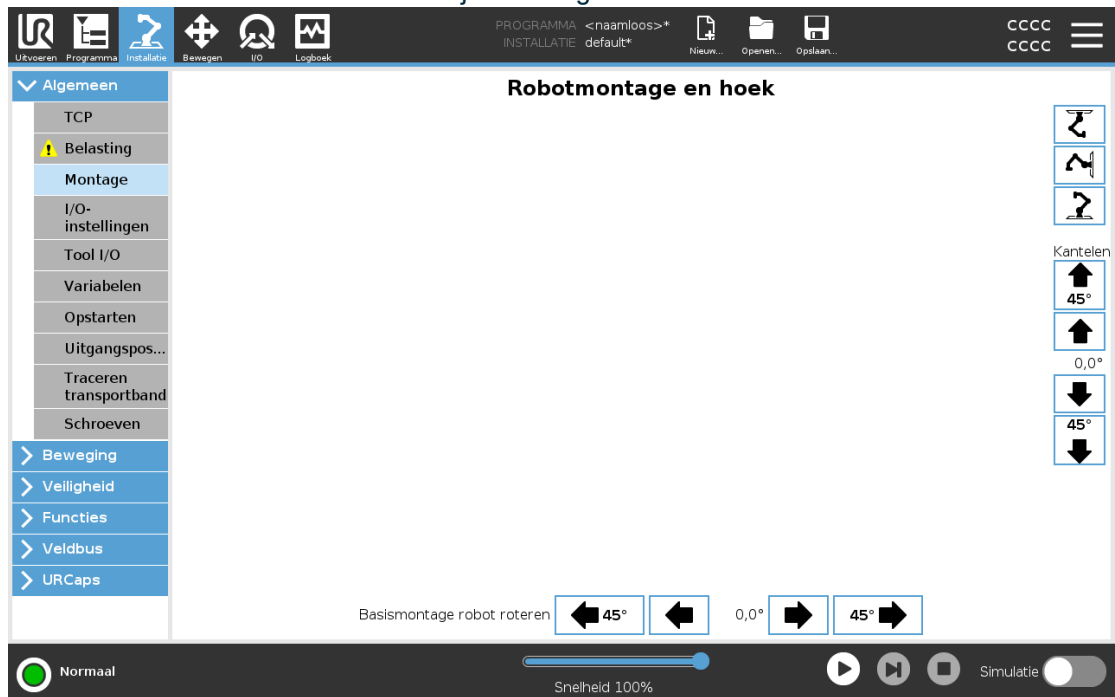 PROGRAMMA <naamloos>*
INSTALLATIE default*
Uitvoeren
Programma
Installatie
Bewegen
I/O
Logboek
Nieuw...
Openen...
Opslaan...
CCCC
CCCC
Algemeen
TCP
Belasting
Montage
I/O-
instellingen
Tool I/O
Variabelen
Opstarten
Uitgangspos...
Traceren
transportband
Schroeven
Beweging
Veiligheid
Functies
Veldbus
URCaps
Robotmontage en hoek
Kantelen
45°
0,0°
45°
Basismontage robot roteren 45° 0,0° 45°
Normaal
Snelheid 100%
Simulatie